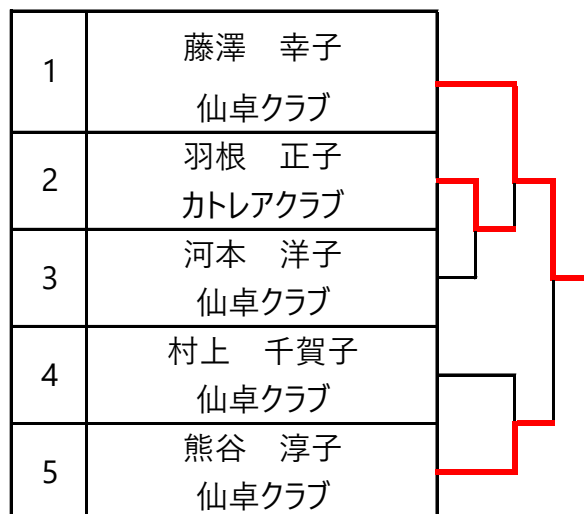 1
藤澤　幸子
仙卓クラブ
2
羽根　正子
カトレアクラブ
3
河本　洋子
仙卓クラブ
4
村上　千賀子
仙卓クラブ
5
熊谷　淳子
仙卓クラブ